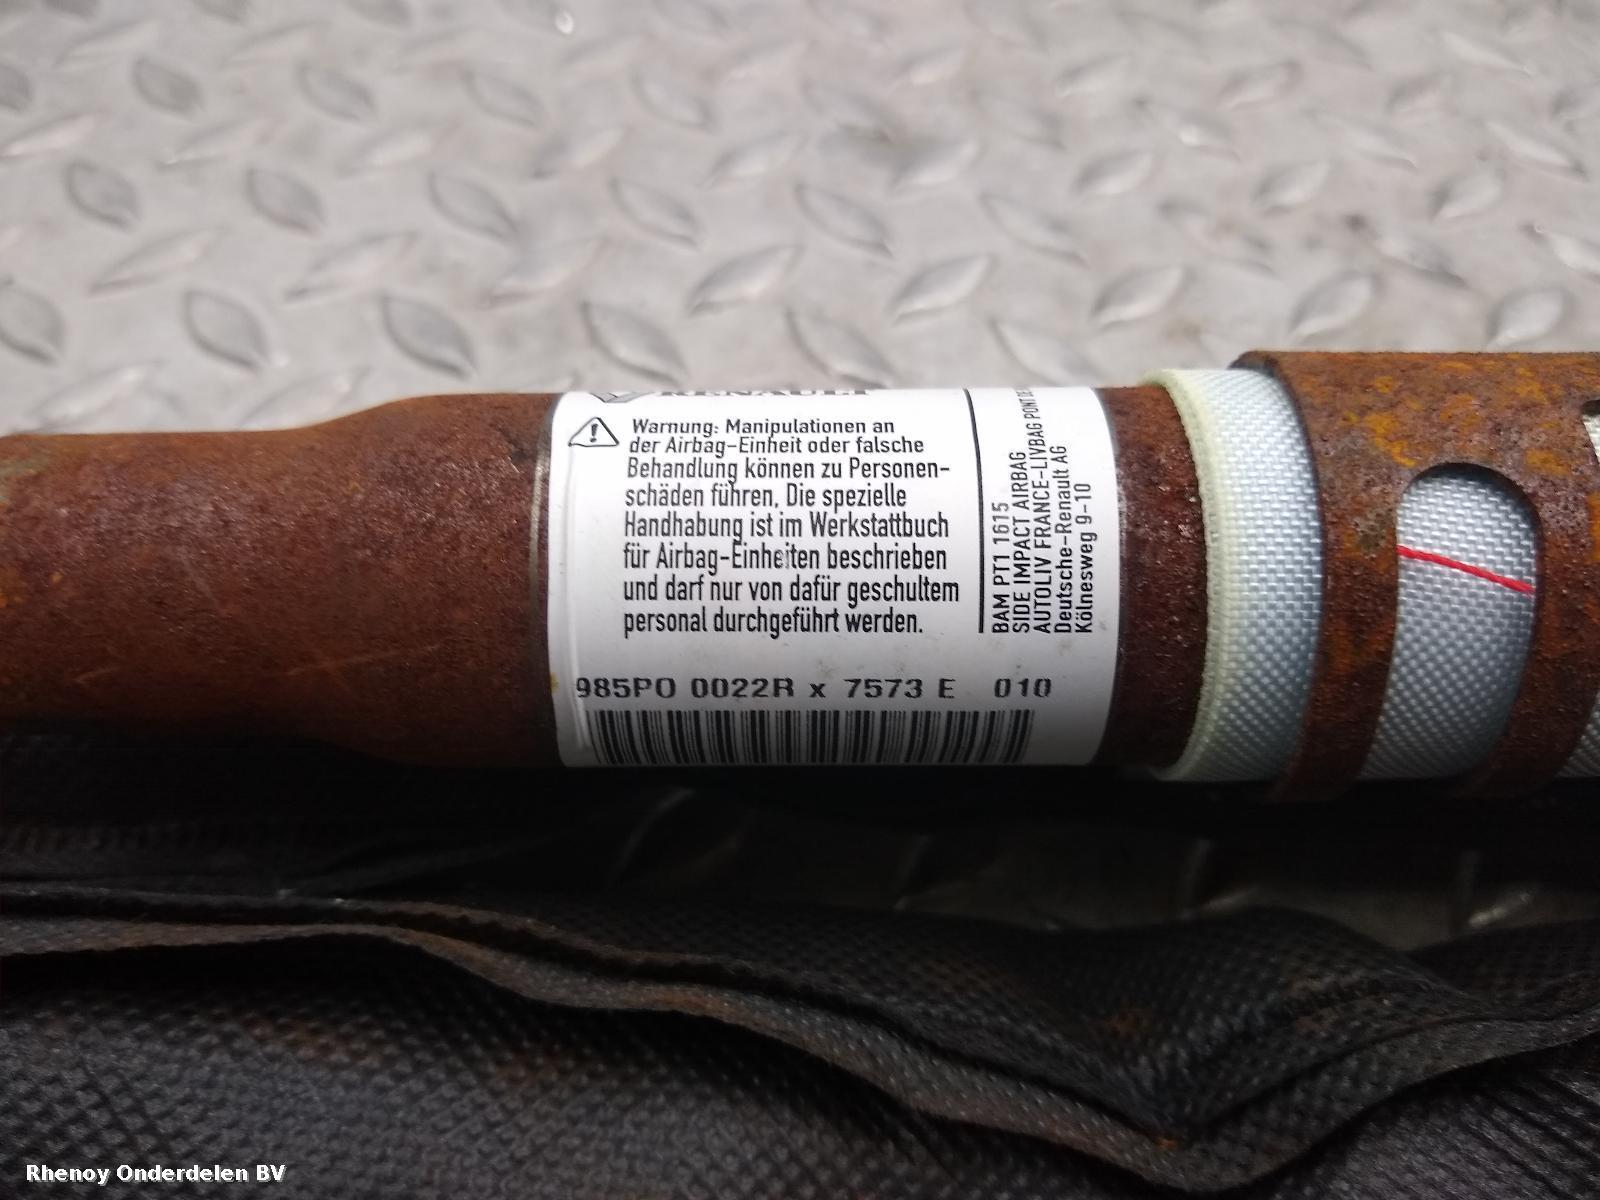 RENAULT
Warnung: Manipulationen an
der Airbag-Einheit oder falsche
Behandlung können zu Personen-
schäden führen, Die spezielle
Handhabung ist im Werkstattbuch
für Airbag-Einheiten beschrieben
und darf nur von dafür geschultem
personal durchgeführt werden.
BAM PT1 1615
SIDE IMPACT AIRBAG
AUTOLIV FRANCE-LIVBAG PONT DE
Deutsche-Renault AG
Kölnesweg 9-10
985PO 0022R x 7573 E 010
Rhenoy Onderdelen BV